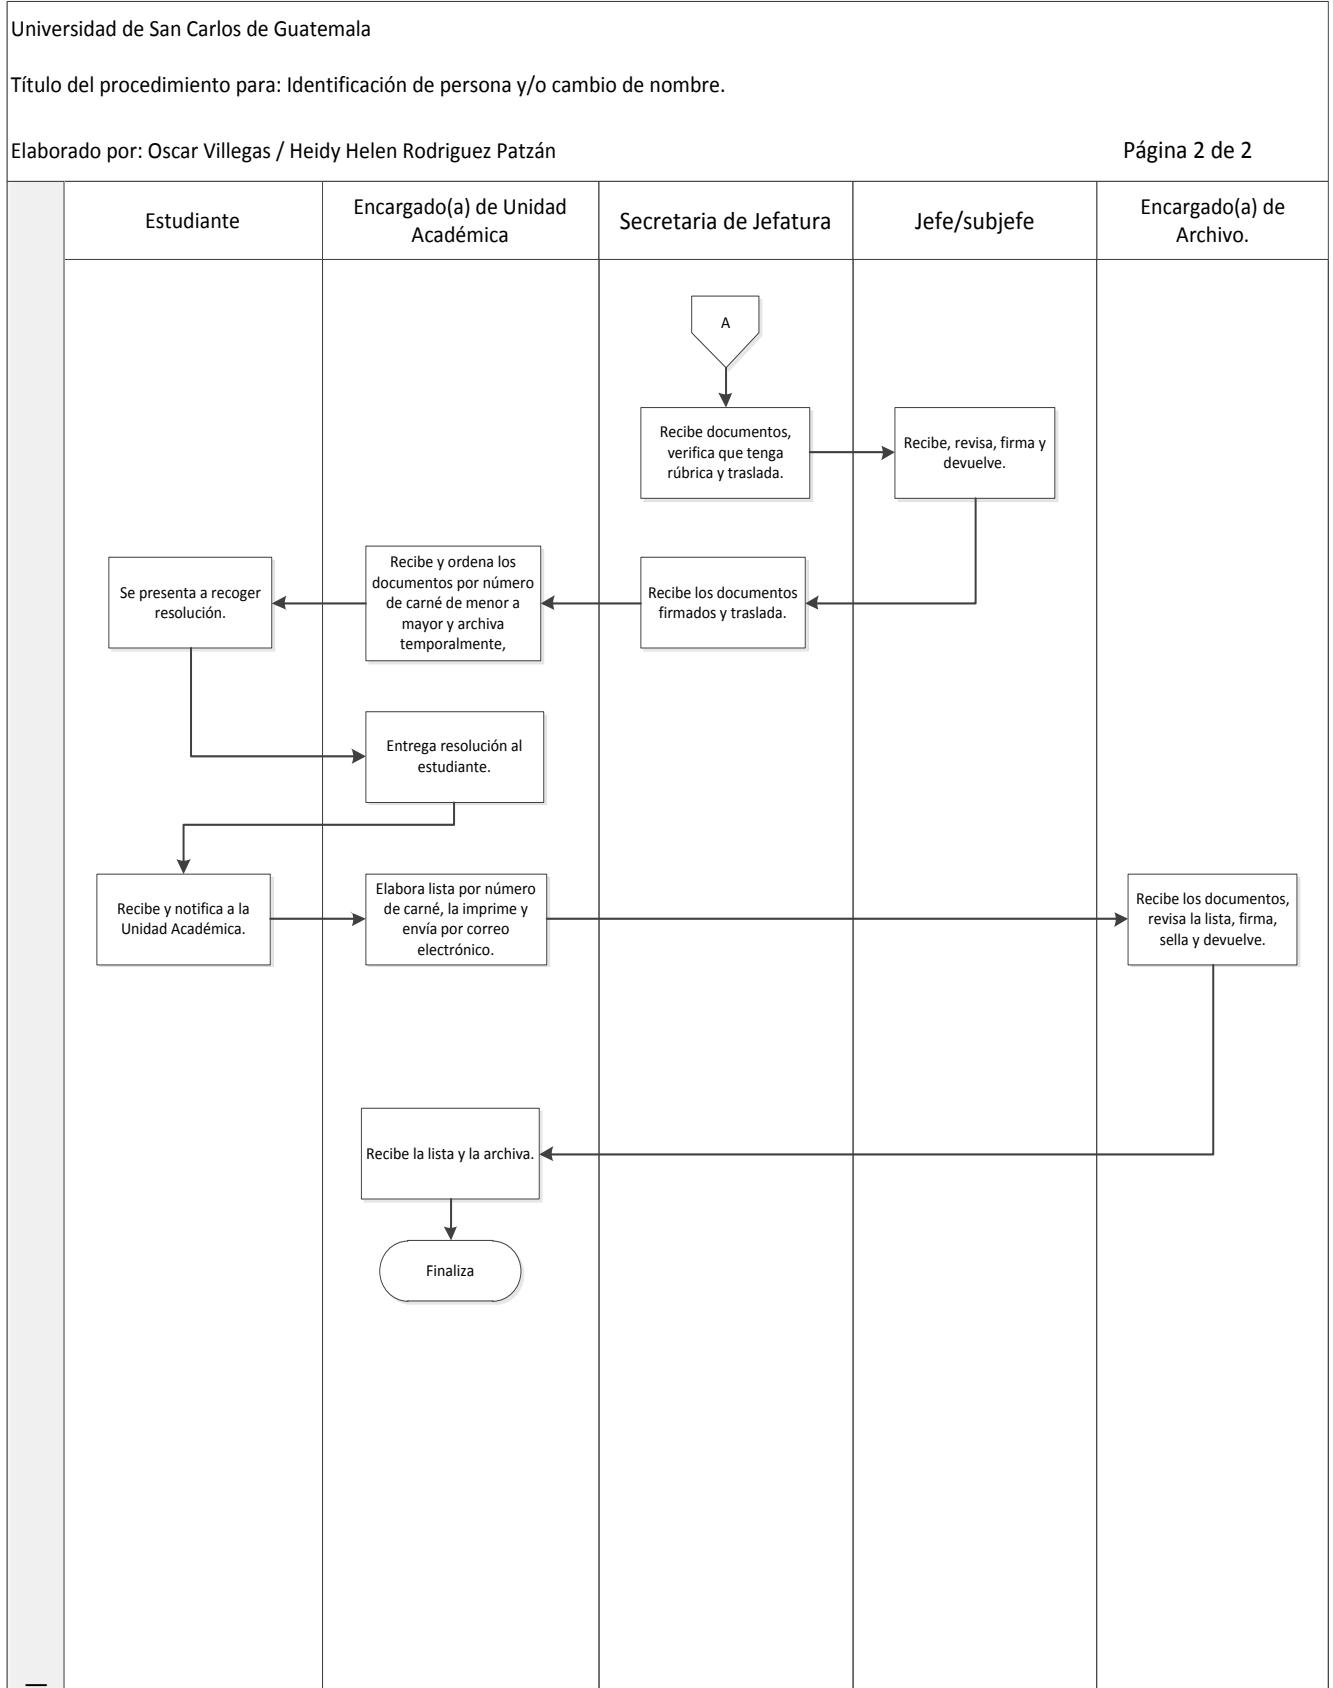 Universidad de San Carlos de Guatemala
Título del procedimiento para: Identificación de persona y/o cambio de nombre.
Elaborado por: Oscar Villegas / Heidy Helen Rodriguez Patzán
Página 2 de 2
Estudiante
Encargado(a) de Unidad
Académica
Secretaria de Jefatura
Jefe/subjefe
Encargado(a) de
Archivo.
A
Recibe documentos,
verifica que tenga
rúbrica y traslada.
Recibe, revisa, firma y
devuelve.
Recibe los documentos
firmados y traslada.
Recibe y ordena los
documentos por número
de carné de menor a
mayor y archiva
temporalmente,
Se presenta a recoger
resolución.
Entrega resolución al
estudiante.
Recibe y notifica a la
Unidad Académica.
Elabora lista por número
de carné, la imprime y
envía por correo
electrónico.
Recibe los documentos,
revisa la lista, firma,
sella y devuelve.
Recibe la lista y la archiva.
Finaliza